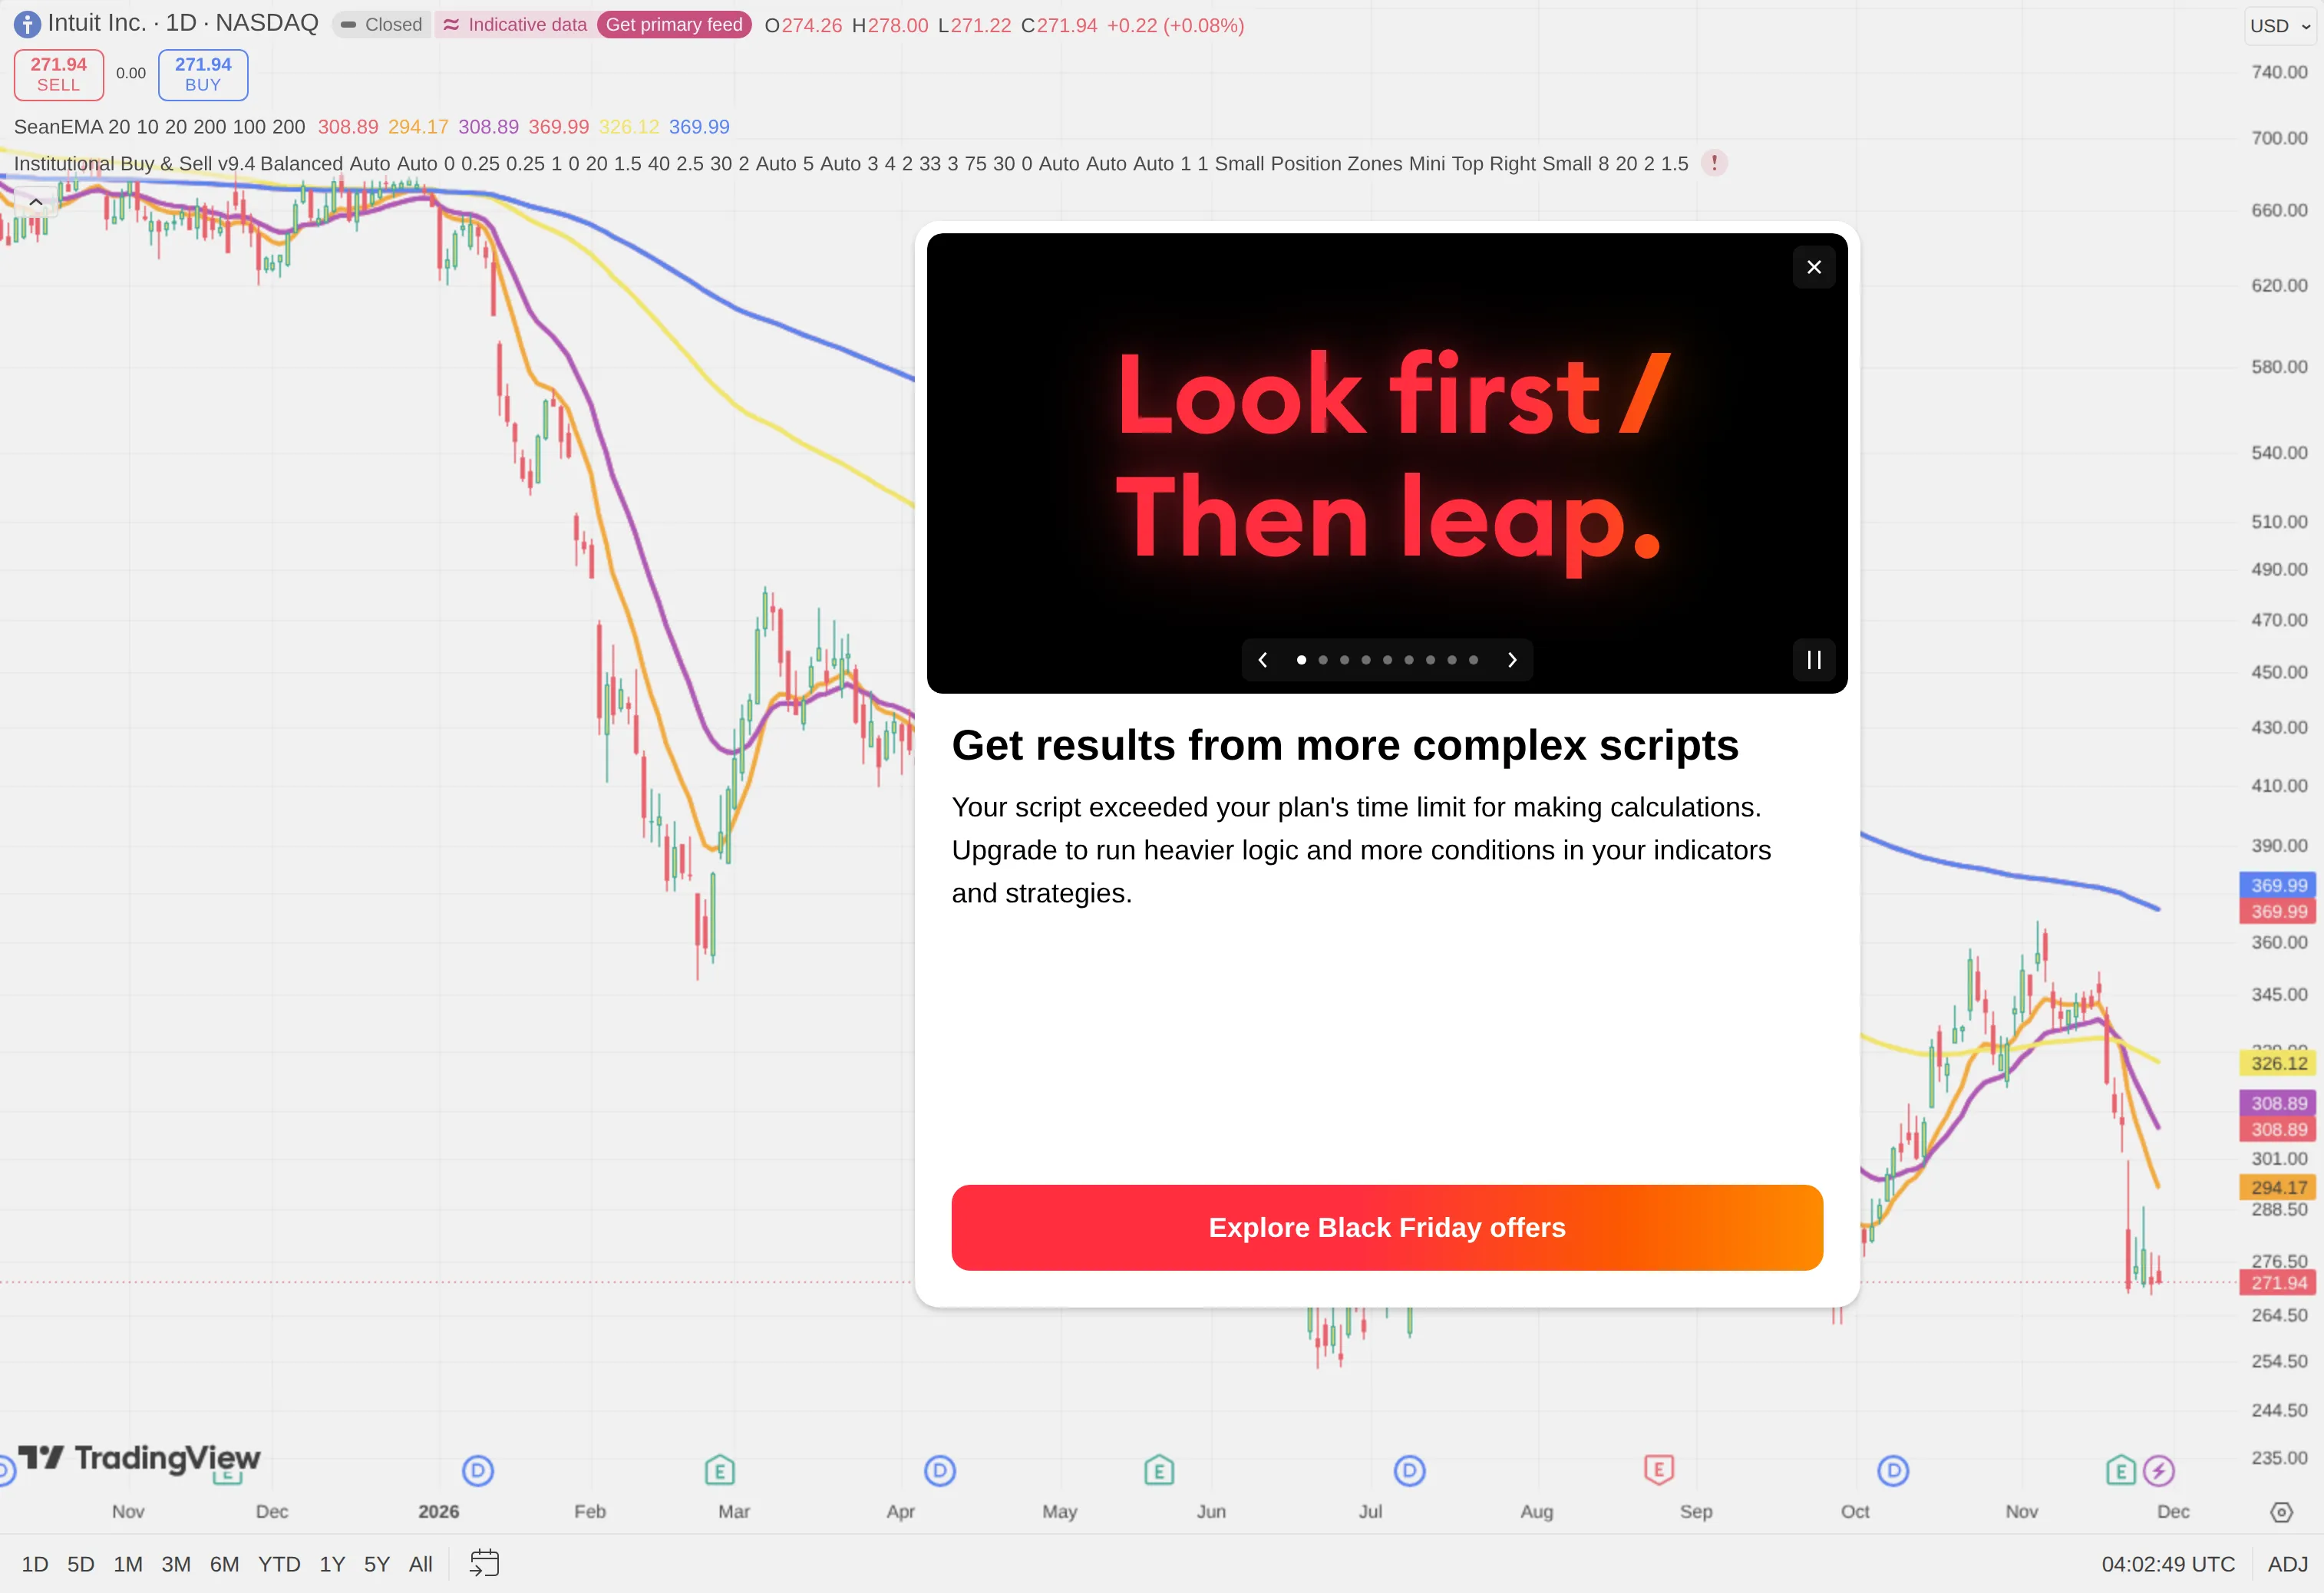 Intuit Inc. · 1D · NASDAQ Closed Indicative data Get primary feed O274.26 H278.00 L271.22 C271.94 +0.22 (+0.08%)
USD
271.94
SELL
0.00
271.94
BUY
SeanEMA 20 10 20 200 100 200 308.89 294.17 308.89 369.99 326.12 369.99
Institutional Buy & Sell v9.4 Balanced Auto Auto 0 0.25 0.25 1 0 20 1.5 40 2.5 30 2 Auto 5 Auto 3 4 2 33 3 75 30 0 Auto Auto Auto 1 1 Small Position Zones Mini Top Right Small 8 20 2 1.5 !
Look first /
Then leap.
Get results from more complex scripts
Your script exceeded your plan's time limit for making calculations.
Upgrade to run heavier logic and more conditions in your indicators
and strategies.
Explore Black Friday offers
740.00
700.00
660.00
620.00
580.00
540.00
510.00
490.00
470.00
450.00
430.00
410.00
390.00
369.99
369.99
360.00
345.00
326.12
308.89
308.89
301.00
294.17
288.50
276.50
271.94
264.50
254.50
244.50
235.00
TradingView
D E D E D E D E D E
Nov Dec 2026 Feb Mar Apr May Jun Jul Aug Sep Oct Nov Dec
1D 5D 1M 3M 6M YTD 1Y 5Y All
04:02:49 UTC ADJ